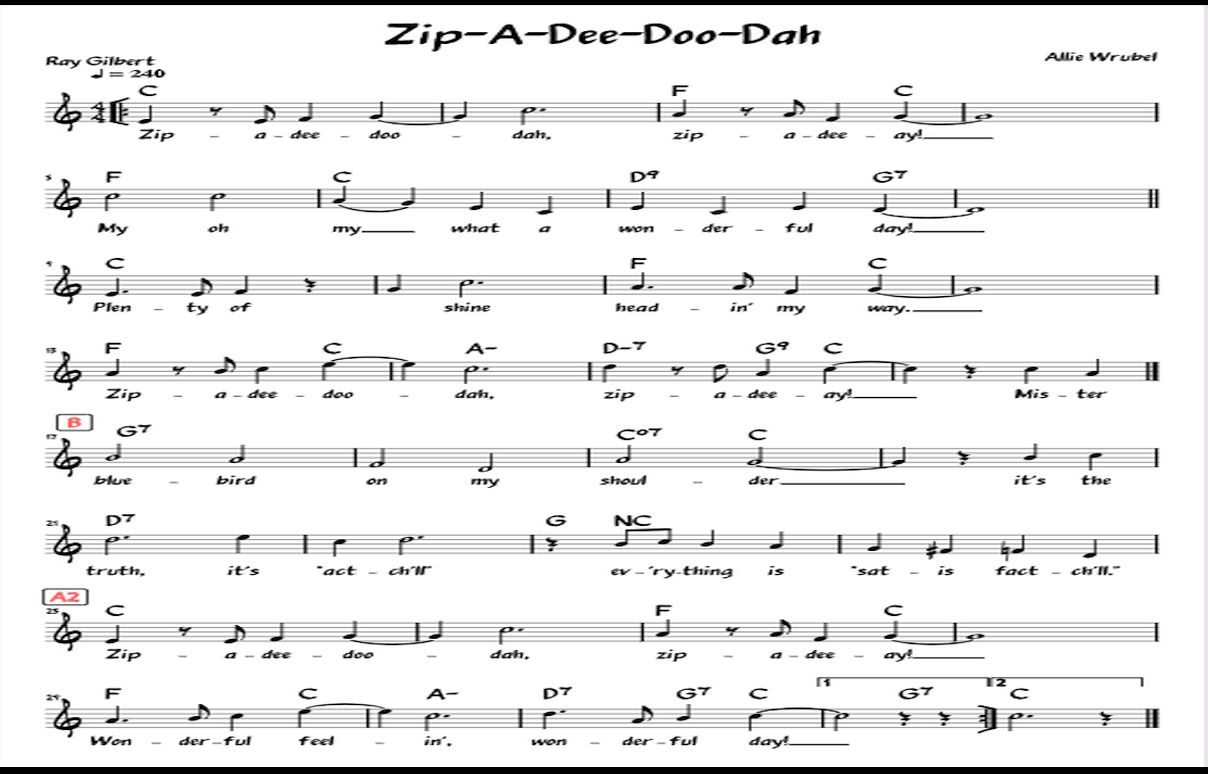 Zip-A-Dee-Doo-Dah
Ray Gilbert
Allie Wrubel
♩ = 240
C F C
Zip - a - dee - doo - dah, zip - a - dee - ay!
5 F C D9 G7
My oh my what a won - der - ful day!
9 C F C
Plen - ty of shine head - in' my way.
13 F C A- D-7 G9 C
Zip - a - dee - doo - dah, zip - a - dee - ay! Mis - ter
B
17 G7 Co7 C
blue - bird on my shoul - der it's the
21 D7 G NC
truth, it's "act - ch'll" ev - 'ry-thing is "sat - is fact - ch'll."
A2
25 C F C
Zip - a - dee - doo - dah, zip - a - dee - ay!
29 F C A- D7 G7 C 1 G7 2 C
Won - der - ful feel - in', won - der - ful day!